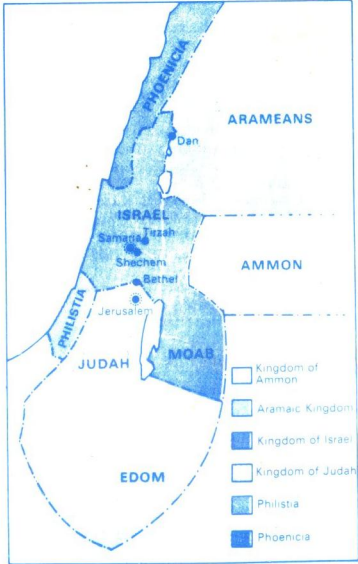 PHOENICIA
ARAMEANS
Dan
ISRAEL
Samaria
Tirzah
Shechem
AMMON
Bethel
PHILISTIA
Jerusalem
JUDAH
MOAB
EDOM
Kingdom of
Ammon
Aramaic Kingdom
Kingdom of Israel
Kingdom of Judah
Philistia
Phoenicia